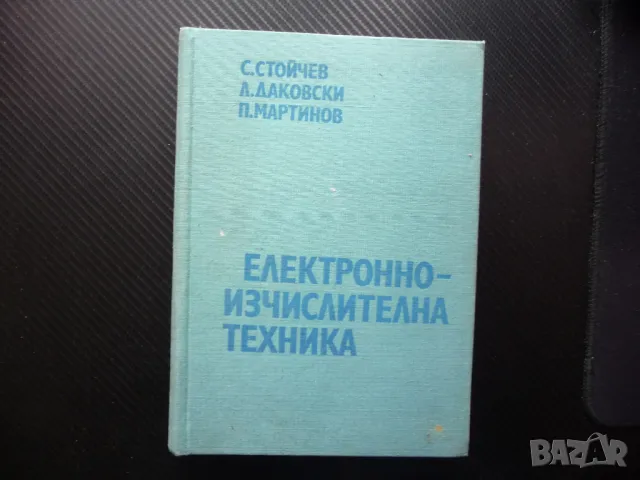 С.СТОЙЧЕВ
Л.ДАКОВСКИ
П.МАРТИНОВ
ЕЛЕКТРОННО-
ИЗЧИСЛИТЕЛНА
ТЕХНИКА
BAZAR